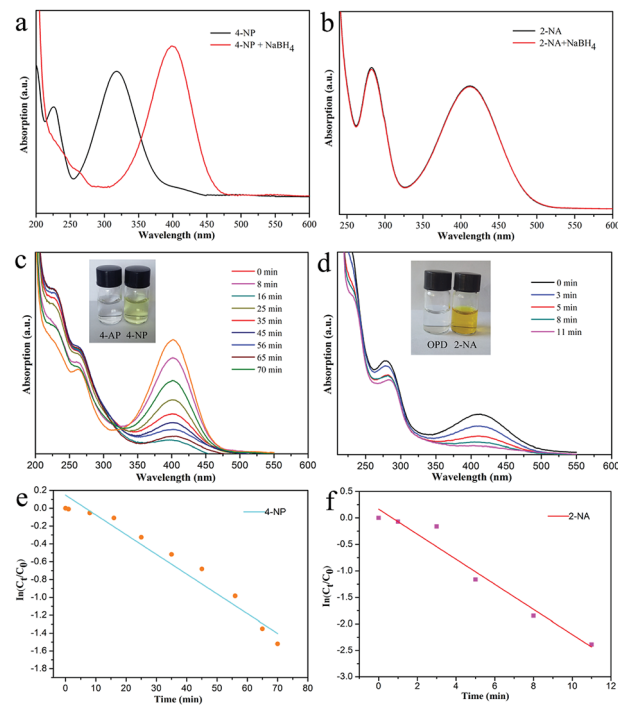 a
4-NP
4-NP + NaBH4
Absorption (a.u.)
200 250 300 350 400 450 500 550 600
Wavelength (nm)
b
2-NA
2-NA+NaBH4
Absorption (a.u.)
250 300 350 400 450 500 550 600
Wavelength (nm)
c
0 min
8 min
16 min
25 min
35 min
45 min
56 min
65 min
70 min
4-AP 4-NP
Absorption (a.u.)
200 250 300 350 400 450 500 550 600
Wavelength (nm)
d
0 min
3 min
5 min
8 min
11 min
OPD 2-NA
Absorption (a.u.)
250 300 350 400 450 500 550 600
Wavelength (nm)
e
4-NP
ln(Ct/C0)
0.2
0.0
-0.2
-0.4
-0.6
-0.8
-1.0
-1.2
-1.4
-1.6
-1.8
0 10 20 30 40 50 60 70 80
Time (min)
f
2-NA
ln(Ct/C0)
0.5
0.0
-0.5
-1.0
-1.5
-2.0
-2.5
-3.0
0 2 4 6 8 10 12
Time (min)